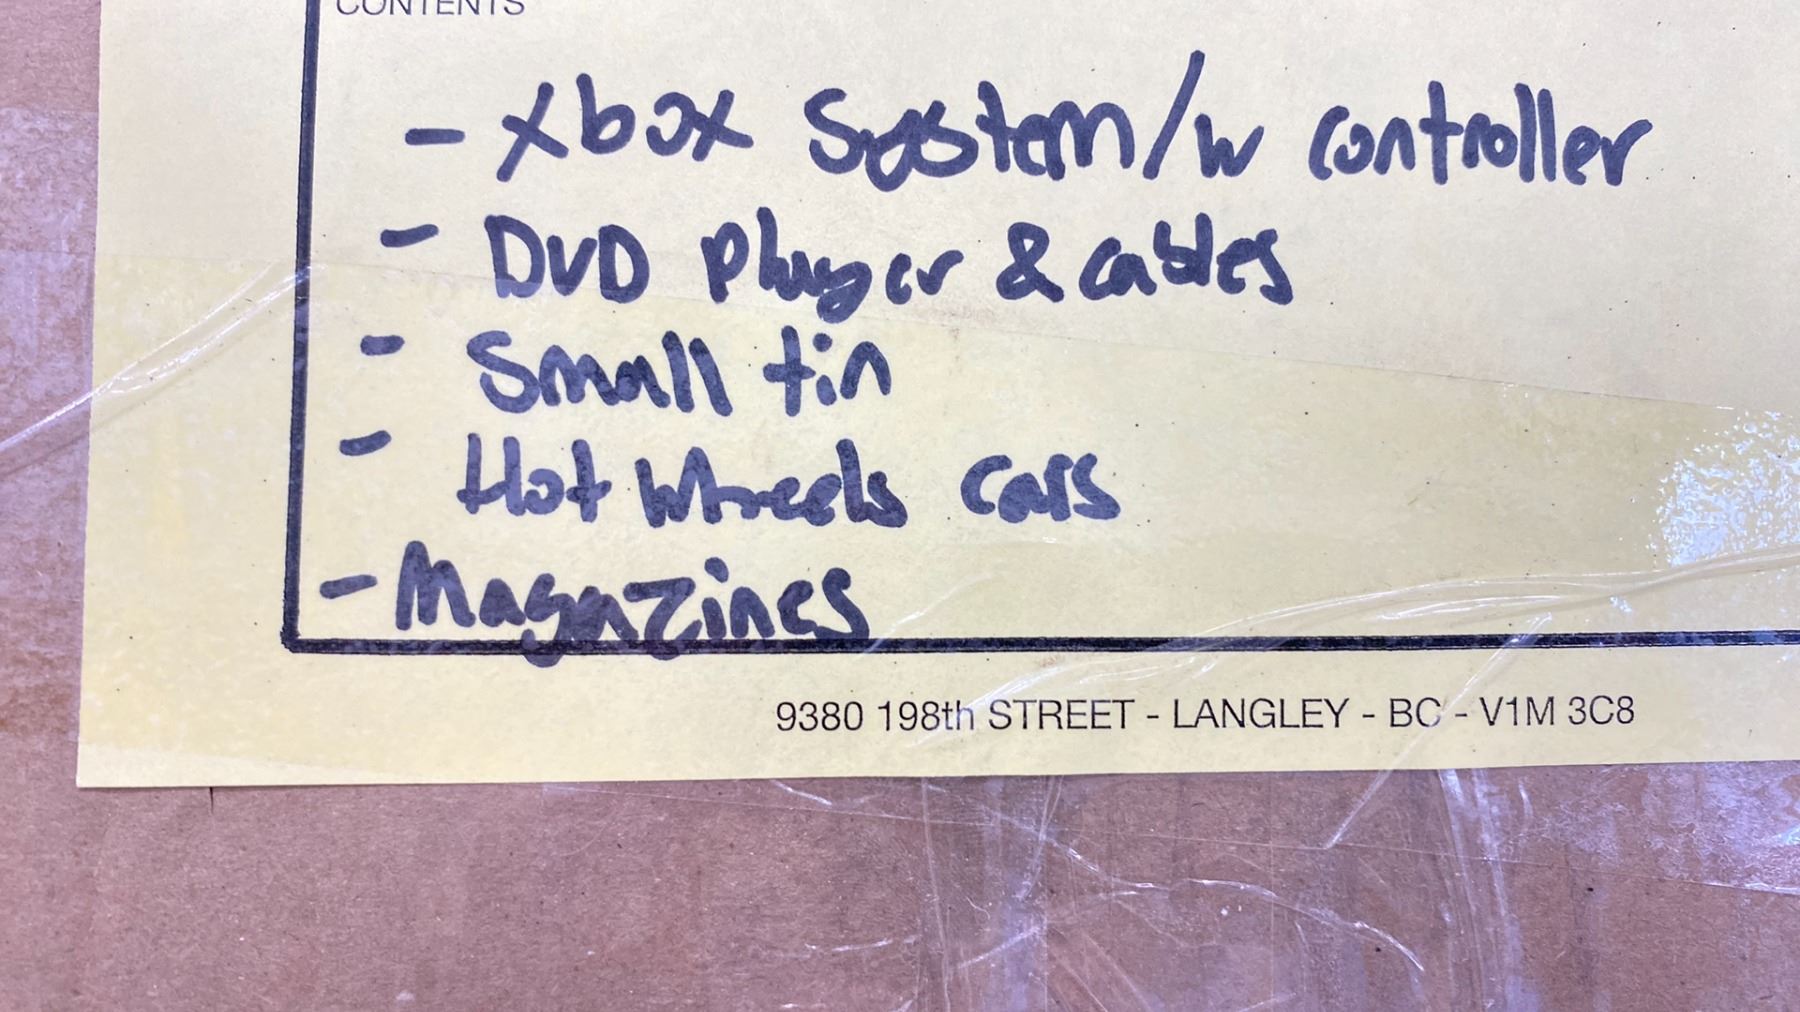 CONTENTS
- Xbox System/w controller
- DVD Player & cables
- Small tin
- Hot Wheels cars
- Magazines
9380 198th STREET - LANGLEY - BC - V1M 3C8